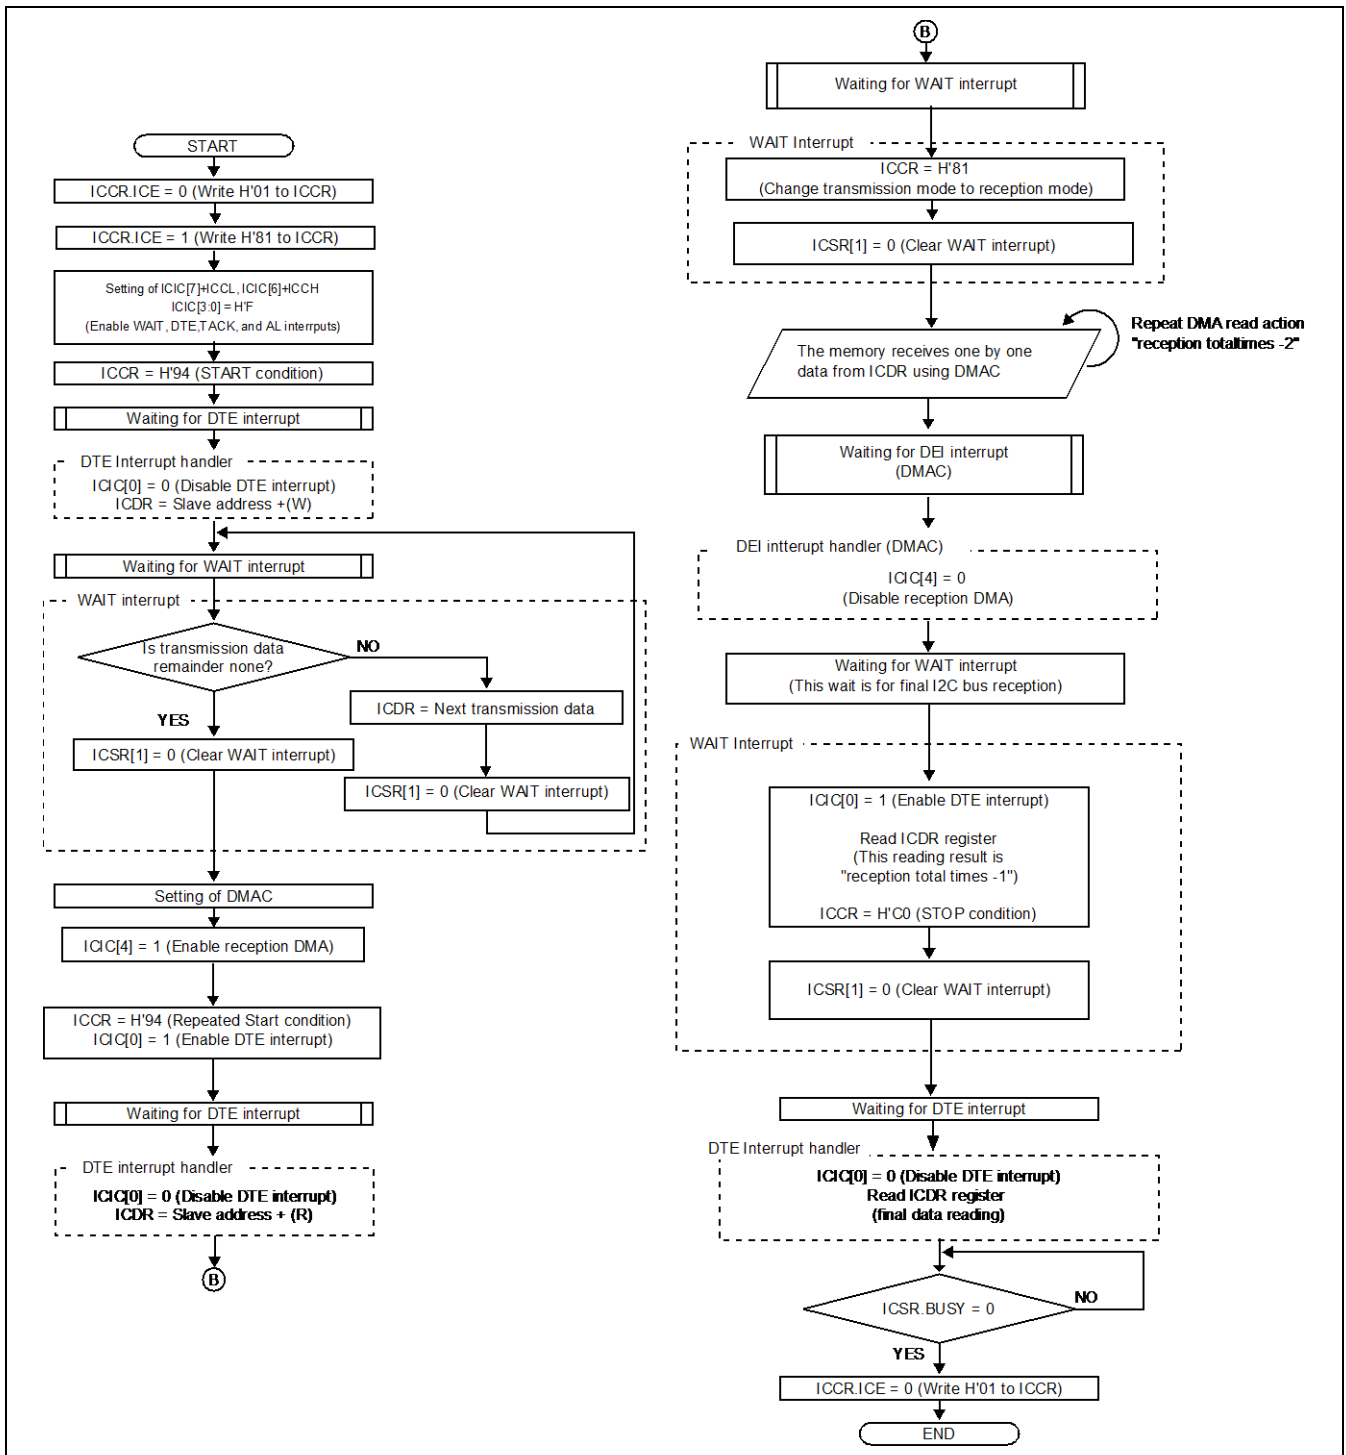 START
ICCR.ICE = 0 (Write H'01 to ICCR)
ICCR.ICE = 1 (Write H'81 to ICCR)
Setting of ICIC[7]+ICCL, ICIC[6]+ICCH
ICIC[3:0] = H'F
(Enable WAIT, DTE,TACK, and AL interrputs)
ICCR = H'94 (START condition)
Waiting for DTE interrupt
DTE Interrupt handler
ICIC[0] = 0 (Disable DTE interrupt)
ICDR = Slave address +(W)
Waiting for WAIT interrupt
WAIT interrupt
Is transmission data
remainder none?
NO
YES
ICDR = Next transmission data
ICSR[1] = 0 (Clear WAIT interrupt)
ICSR[1] = 0 (Clear WAIT interrupt)
Setting of DMAC
ICIC[4] = 1 (Enable reception DMA)
ICCR = H'94 (Repeated Start condition)
ICIC[0] = 1 (Enable DTE interrupt)
Waiting for DTE interrupt
DTE interrupt handler
ICIC[0] = 0 (Disable DTE interrupt)
ICDR = Slave address + (R)
B
B
Waiting for WAIT interrupt
WAIT Interrupt
ICCR = H'81
(Change transmission mode to reception mode)
ICSR[1] = 0 (Clear WAIT interrupt)
Repeat DMA read action
"reception totaltimes -2"
The memory receives one by one
data from ICDR using DMAC
Waiting for DEI interrupt
(DMAC)
DEI intterupt handler (DMAC)
ICIC[4] = 0
(Disable reception DMA)
Waiting for WAIT interrupt
(This wait is for final I2C bus reception)
WAIT Interrupt
ICIC[0] = 1 (Enable DTE interrupt)
Read ICDR register
(This reading result is
"reception total times -1")
ICCR = H'C0 (STOP condition)
ICSR[1] = 0 (Clear WAIT interrupt)
Waiting for DTE interrupt
DTE Interrupt handler
ICIC[0] = 0 (Disable DTE interrupt)
Read ICDR register
(final data reading)
ICSR.BUSY = 0
NO
YES
ICCR.ICE = 0 (Write H'01 to ICCR)
END